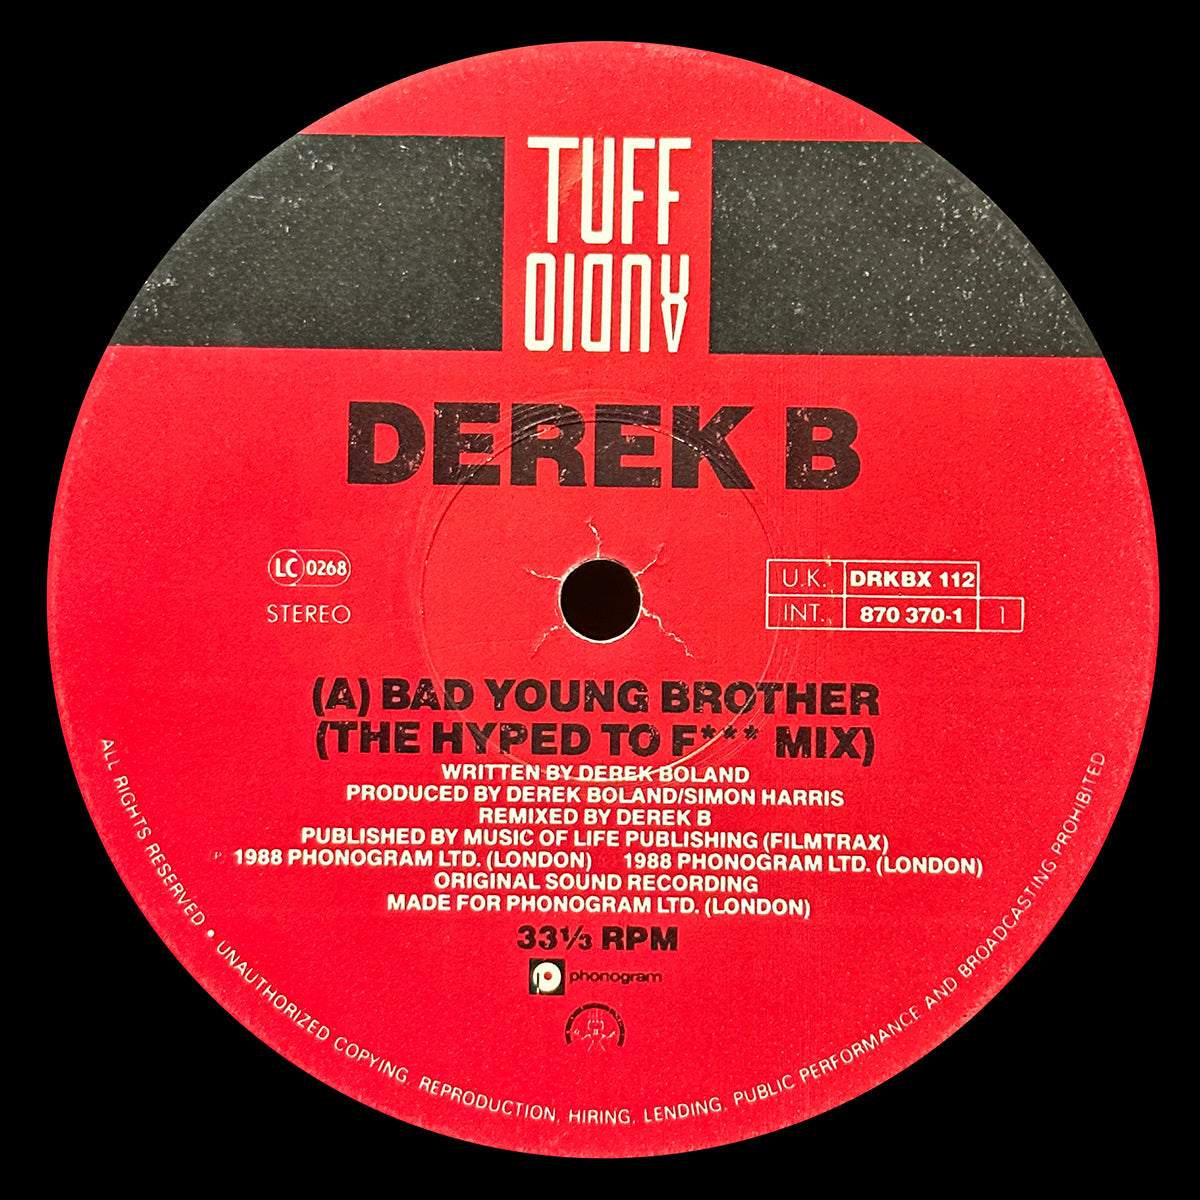 TUFF
AUDIO
DEREK B
LC 0268
STEREO
U.K. DRKBX 112
INT. 870 370-1 1
(A) BAD YOUNG BROTHER
(THE HYPED TO F*** MIX)
WRITTEN BY DEREK BOLAND
PRODUCED BY DEREK BOLAND/SIMON HARRIS
REMIXED BY DEREK B
PUBLISHED BY MUSIC OF LIFE PUBLISHING (FILMTRAX)
P 1988 PHONOGRAM LTD. (LONDON) 1988 PHONOGRAM LTD. (LONDON)
ORIGINAL SOUND RECORDING
MADE FOR PHONOGRAM LTD. (LONDON)
33⅓ RPM
phonogram
ALL RIGHTS RESERVED • UNAUTHORIZED COPYING, REPRODUCTION, HIRING, LENDING, PUBLIC PERFORMANCE AND BROADCASTING PROHIBITED